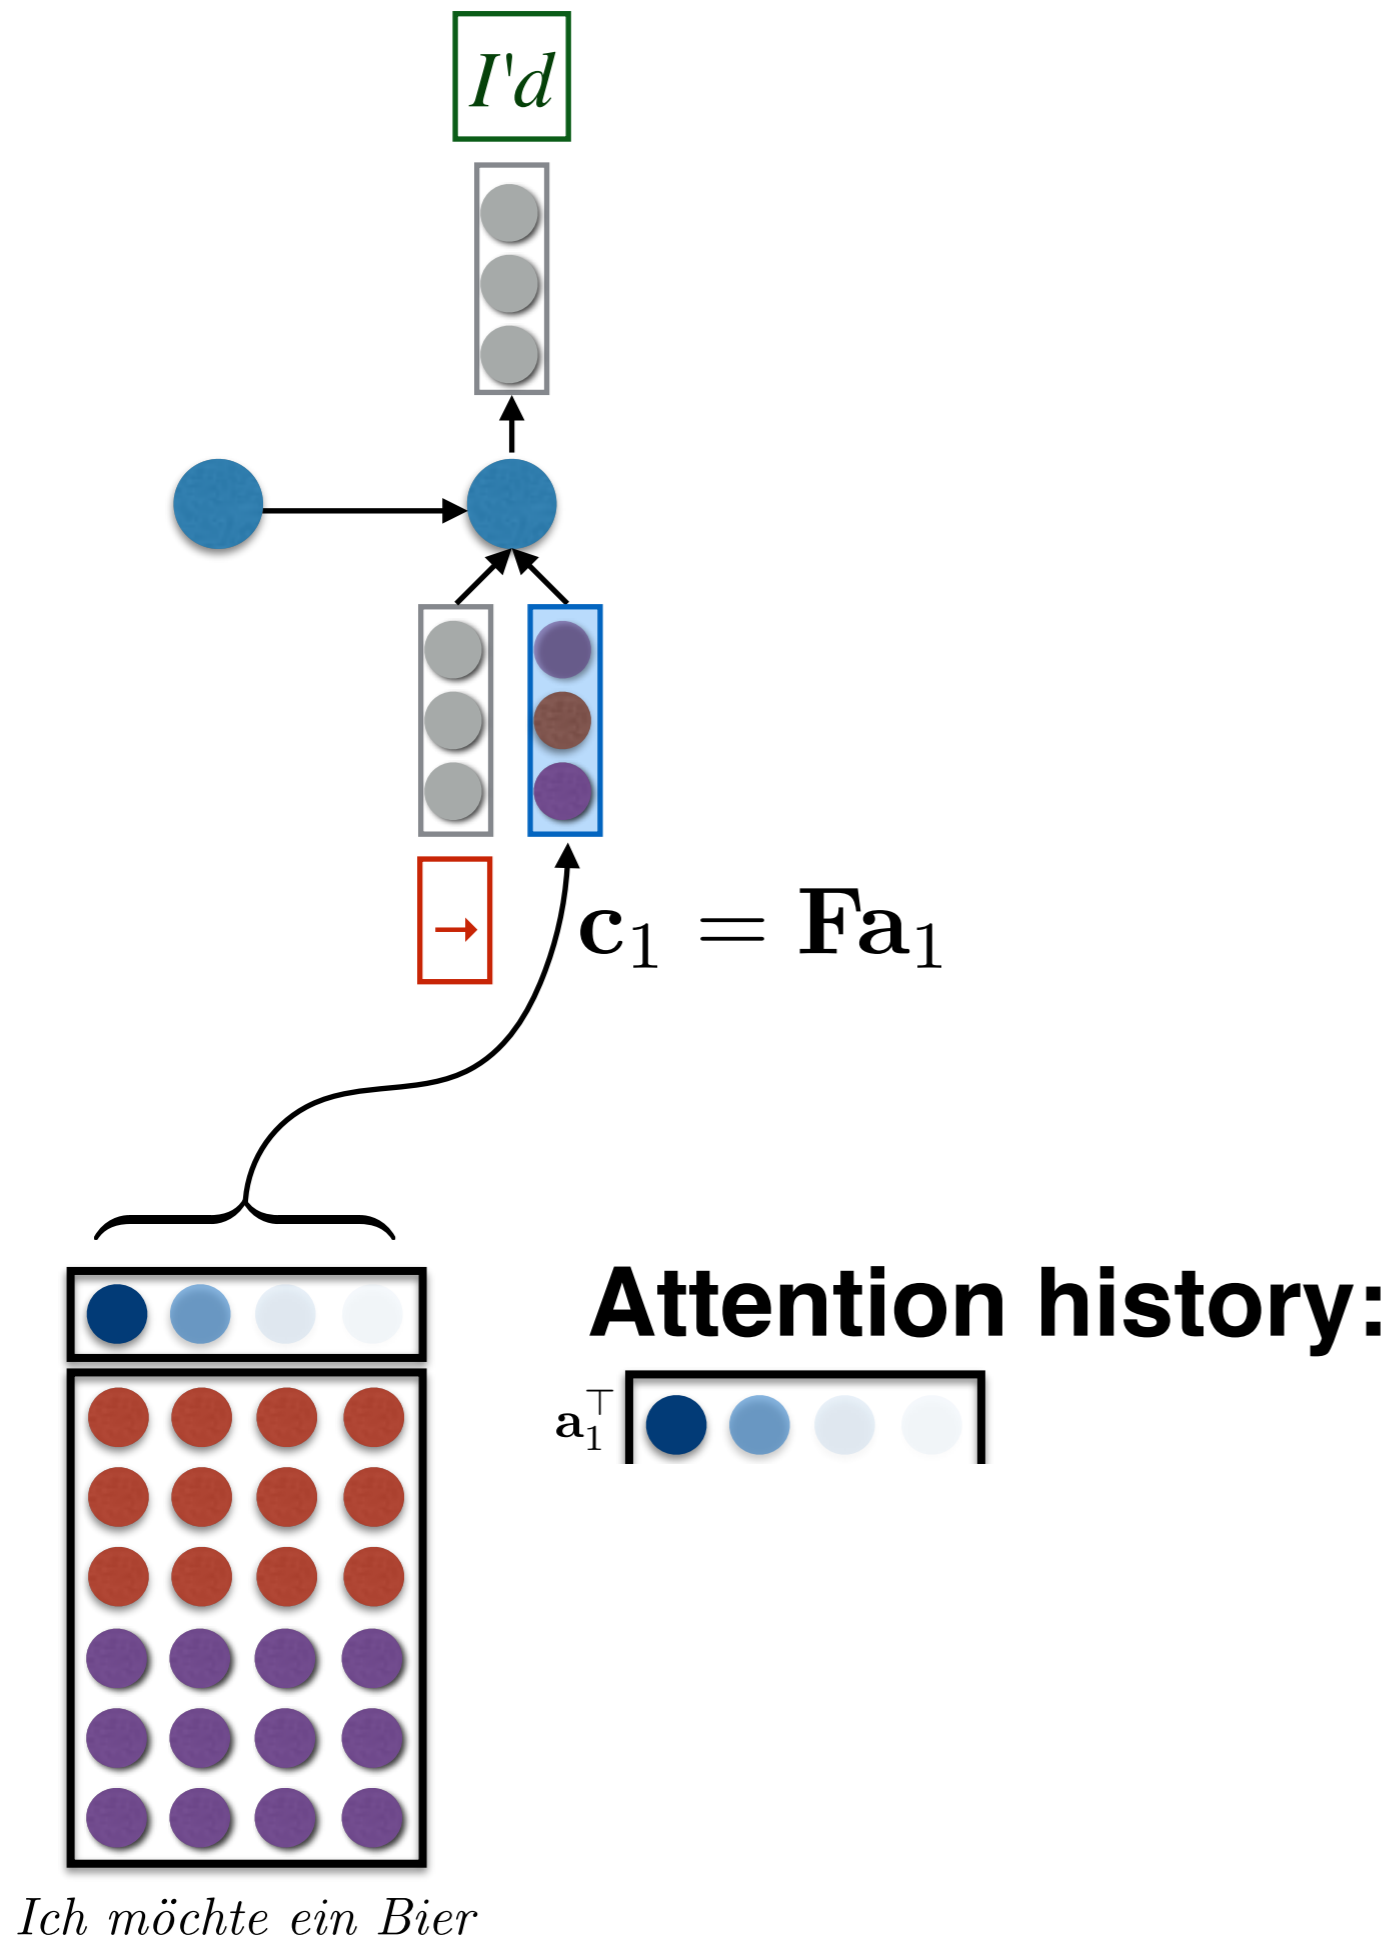 I'd
→
c₁ = Fa₁
Attention history:
a₁⊤
Ich möchte ein Bier